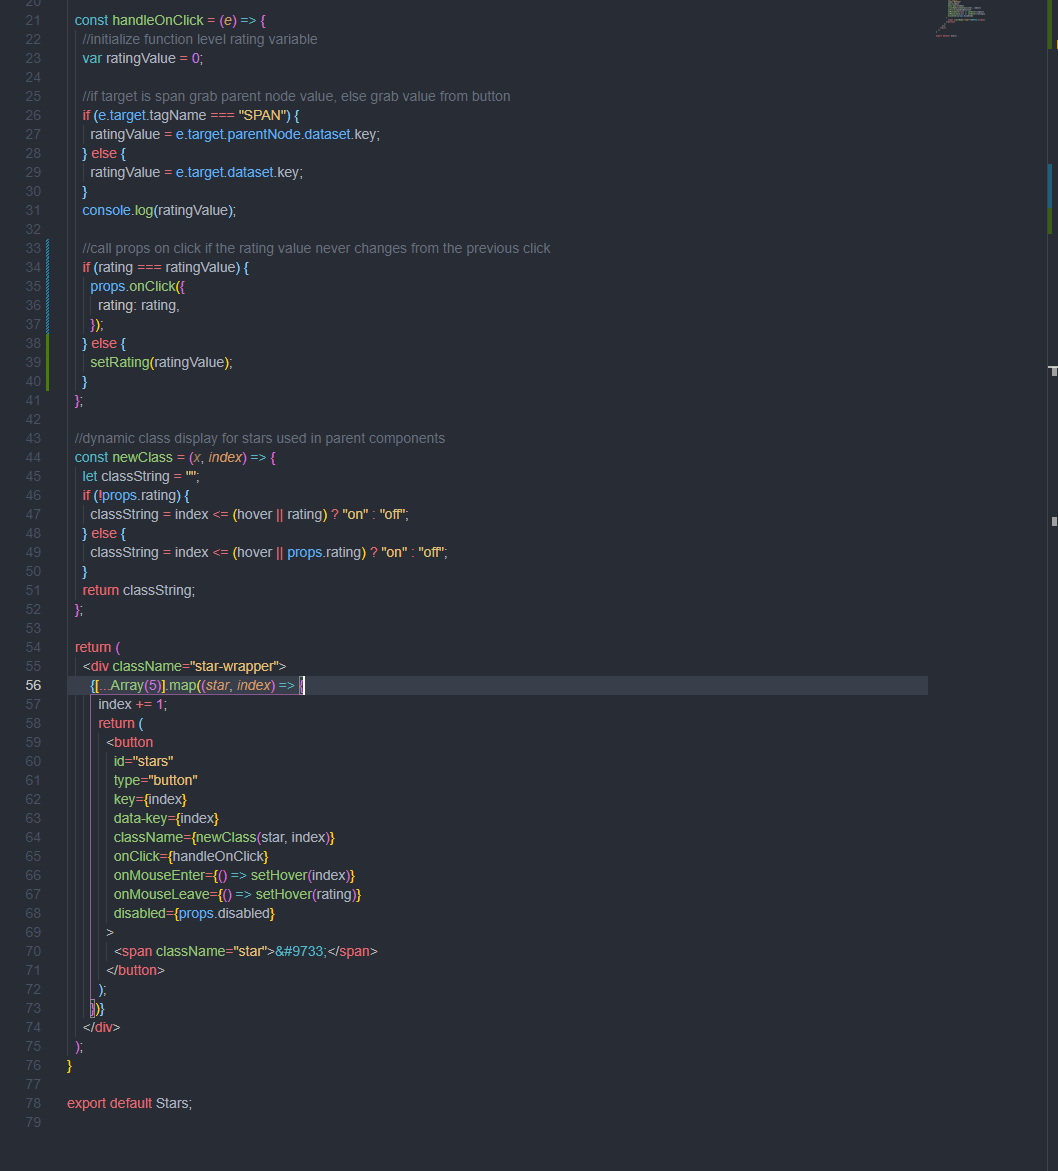 20
21 const handleOnClick = (e) => {
22 //initialize function level rating variable
23 var ratingValue = 0;
24
25 //if target is span grab parent node value, else grab value from button
26 if (e.target.tagName === "SPAN") {
27 ratingValue = e.target.parentNode.dataset.key;
28 } else {
29 ratingValue = e.target.dataset.key;
30 }
31 console.log(ratingValue);
32
33 //call props on click if the rating value never changes from the previous click
34 if (rating === ratingValue) {
35 props.onClick({
36 rating: rating,
37 });
38 } else {
39 setRating(ratingValue);
40 }
41 };
42
43 //dynamic class display for stars used in parent components
44 const newClass = (x, index) => {
45 let classString = "";
46 if (!props.rating) {
47 classString = index <= (hover || rating) ? "on" : "off";
48 } else {
49 classString = index <= (hover || props.rating) ? "on" : "off";
50 }
51 return classString;
52 };
53
54 return (
55 <div className="star-wrapper">
56 {[...Array(5)].map((star, index) => {
57 index += 1;
58 return (
59 <button
60 id="stars"
61 type="button"
62 key={index}
63 data-key={index}
64 className={newClass(star, index)}
65 onClick={handleOnClick}
66 onMouseEnter={() => setHover(index)}
67 onMouseLeave={() => setHover(rating)}
68 disabled={props.disabled}
69 >
70 <span className="star">&#9733;</span>
71 </button>
72 );
73 })}
74 </div>
75 );
76 }
77
78 export default Stars;
79